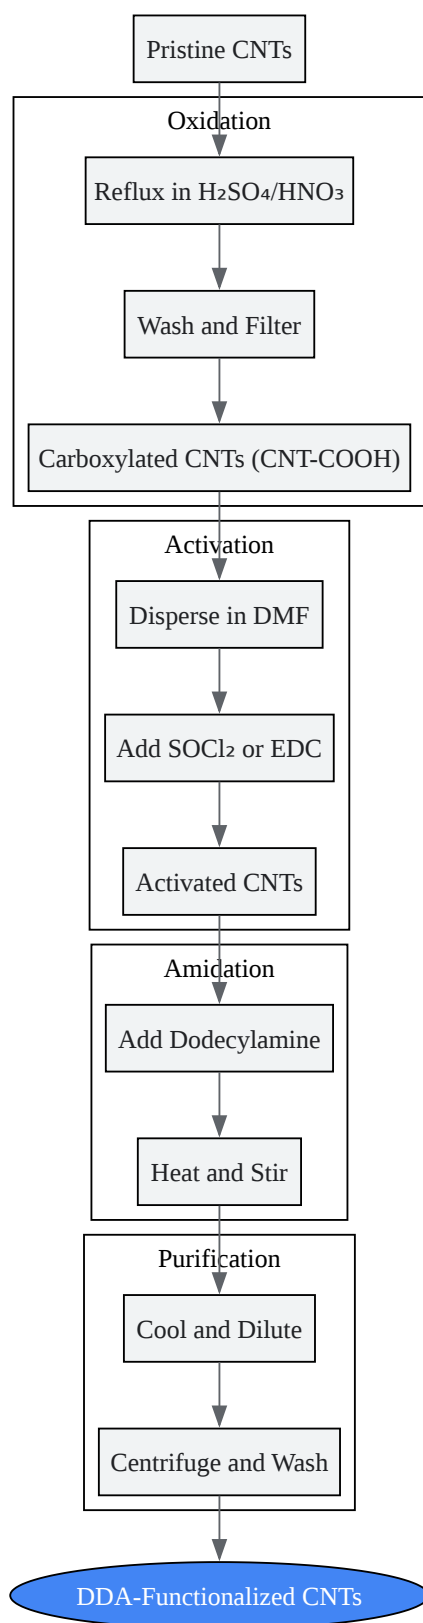 Pristine CNTs
Oxidation
Reflux in H₂SO₄/HNO₃
Wash and Filter
Carboxylated CNTs (CNT-COOH)
Activation
Disperse in DMF
Add SOCl₂ or EDC
Activated CNTs
Amidation
Add Dodecylamine
Heat and Stir
Purification
Cool and Dilute
Centrifuge and Wash
DDA-Functionalized CNTs